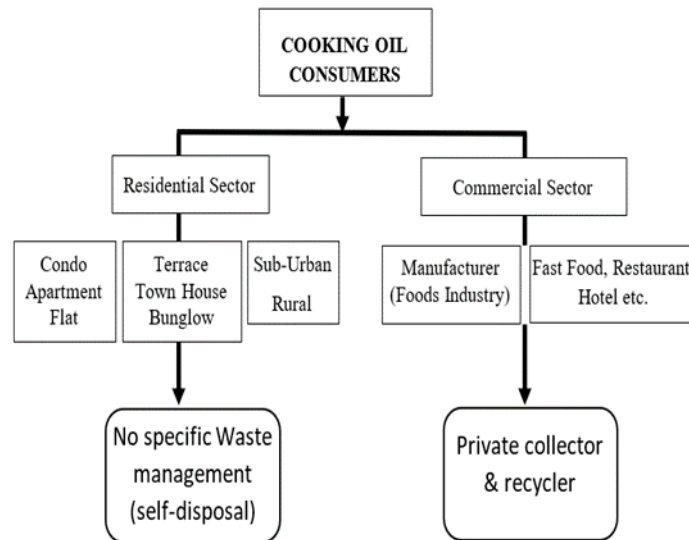 COOKING OIL
CONSUMERS
Residential Sector
Commercial Sector
Condo
Apartment
Flat
Terrace
Town House
Bunglow
Sub-Urban
Rural
Manufacturer
(Foods Industry)
Fast Food, Restaurant
Hotel etc.
No specific Waste
management
(self-disposal)
Private collector
& recycler